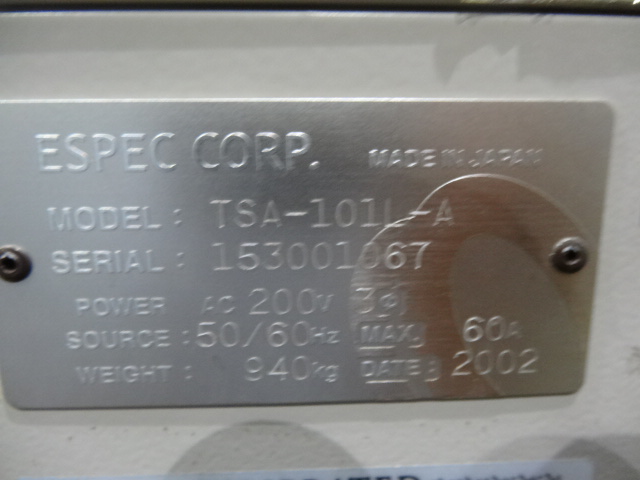 ESPEC CORP. MADE IN JAPAN
MODEL: TSA-101L-A
SERIAL: 153001967
POWER AC 200V 3Φ
SOURCE: 50/60Hz MAX. 60A
WEIGHT: 940kg DATE: 2002